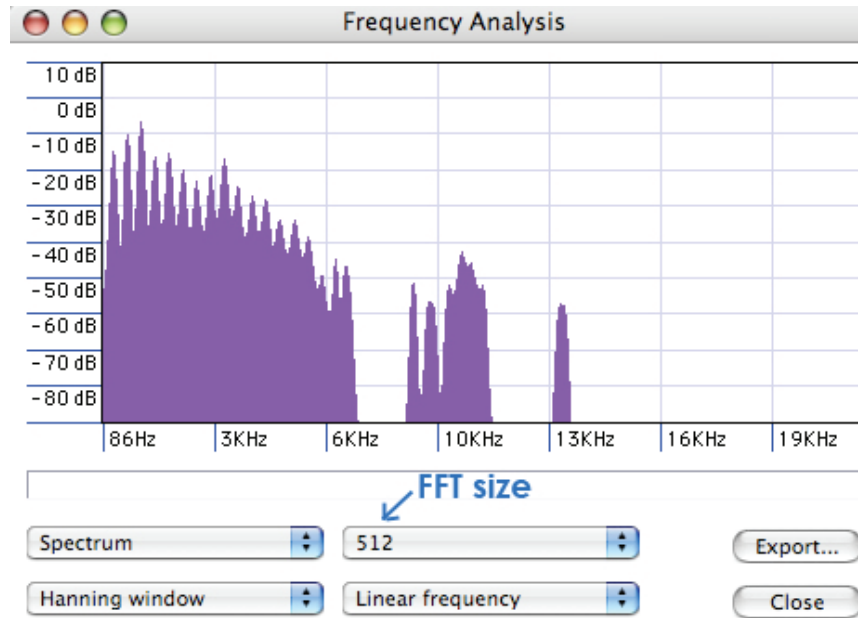 Frequency Analysis
10 dB
0 dB
-10 dB
-20 dB
-30 dB
-40 dB
-50 dB
-60 dB
-70 dB
-80 dB
86Hz 3KHz 6KHz 10KHz 13KHz 16KHz 19KHz
FFT size
Spectrum 512 Export...
Hanning window Linear frequency Close